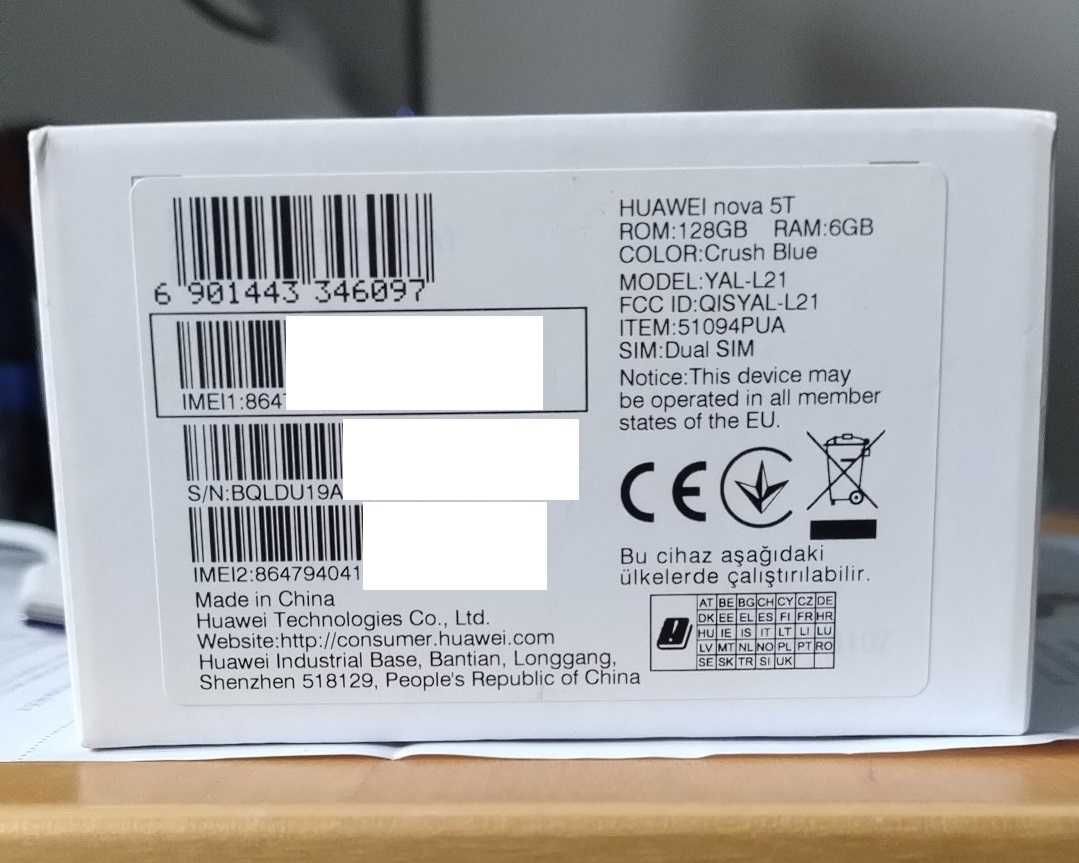 6 901443 346097
IMEI1:864
S/N:BQLDU19A
IMEI2:864794041
Made in China
Huawei Technologies Co., Ltd.
Website:http://consumer.huawei.com
Huawei Industrial Base, Bantian, Longgang,
Shenzhen 518129, People's Republic of China
HUAWEI nova 5T
ROM:128GB RAM:6GB
COLOR:Crush Blue
MODEL:YAL-L21
FCC ID:QISYAL-L21
ITEM:51094PUA
SIM:Dual SIM
Notice:This device may
be operated in all member
states of the EU.
CE
Bu cihaz aşağıdaki
ülkelerde çalıştırılabilir.
AT BE BG CH CY CZ DE
DK EE EL ES FI FR HR
HU IE IS IT LT LI LU
LV MT NL NO PL PT RO
SE SK TR SI UK